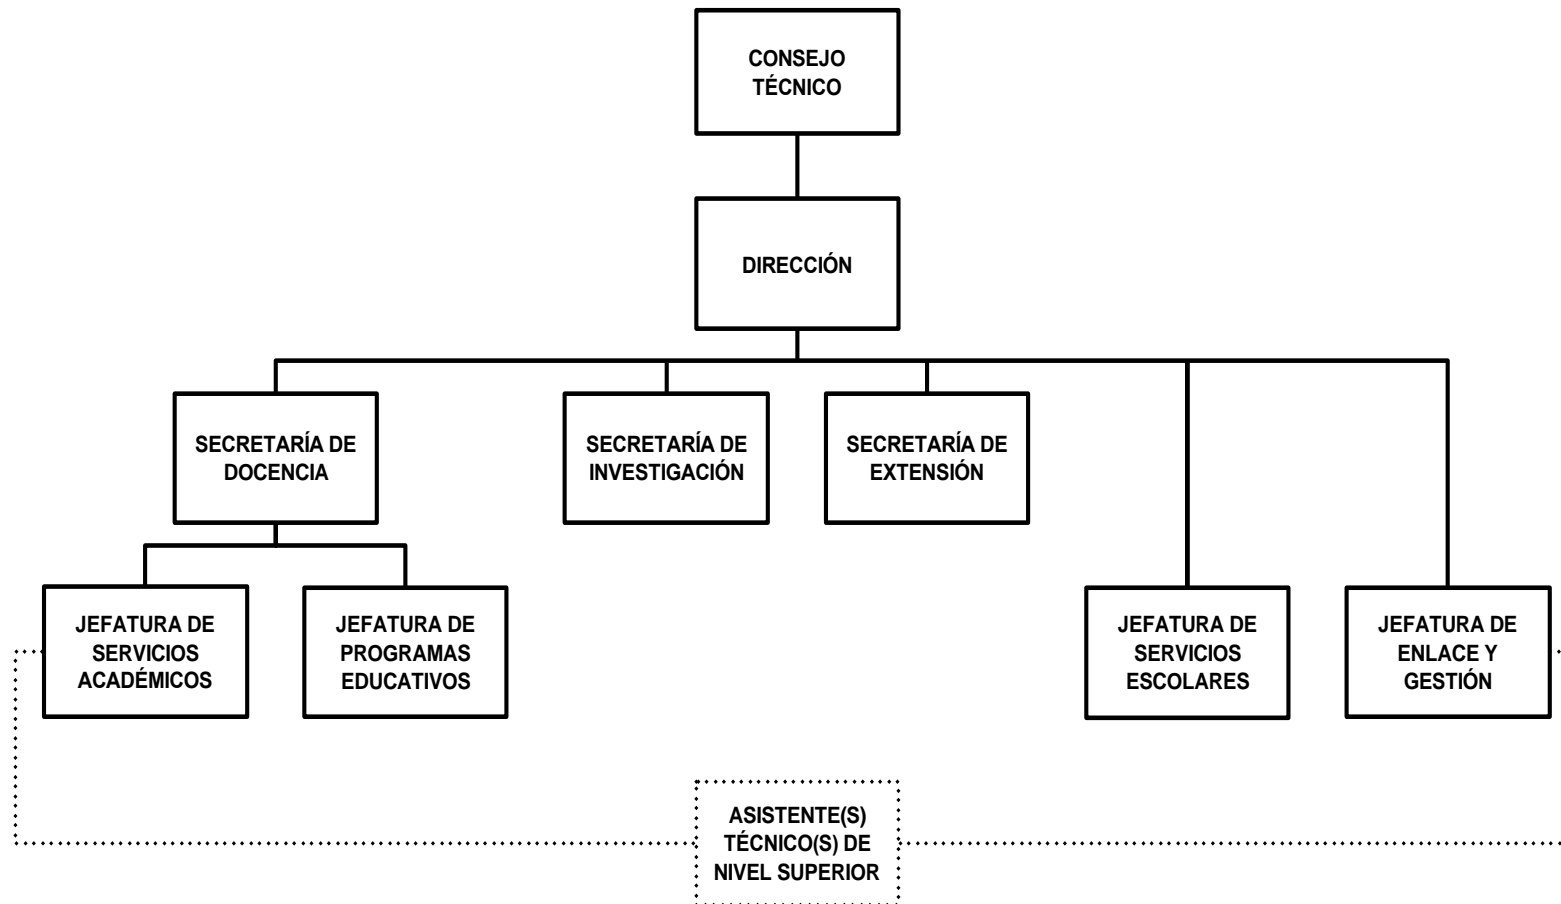 CONSEJO
TÉCNICO
DIRECCIÓN
SECRETARÍA DE
DOCENCIA
SECRETARÍA DE
INVESTIGACIÓN
SECRETARÍA DE
EXTENSIÓN
JEFATURA DE
SERVICIOS
ACADÉMICOS
JEFATURA DE
PROGRAMAS
EDUCATIVOS
JEFATURA DE
SERVICIOS
ESCOLARES
JEFATURA DE
ENLACE Y
GESTIÓN
ASISTENTE(S)
TÉCNICO(S) DE
NIVEL SUPERIOR